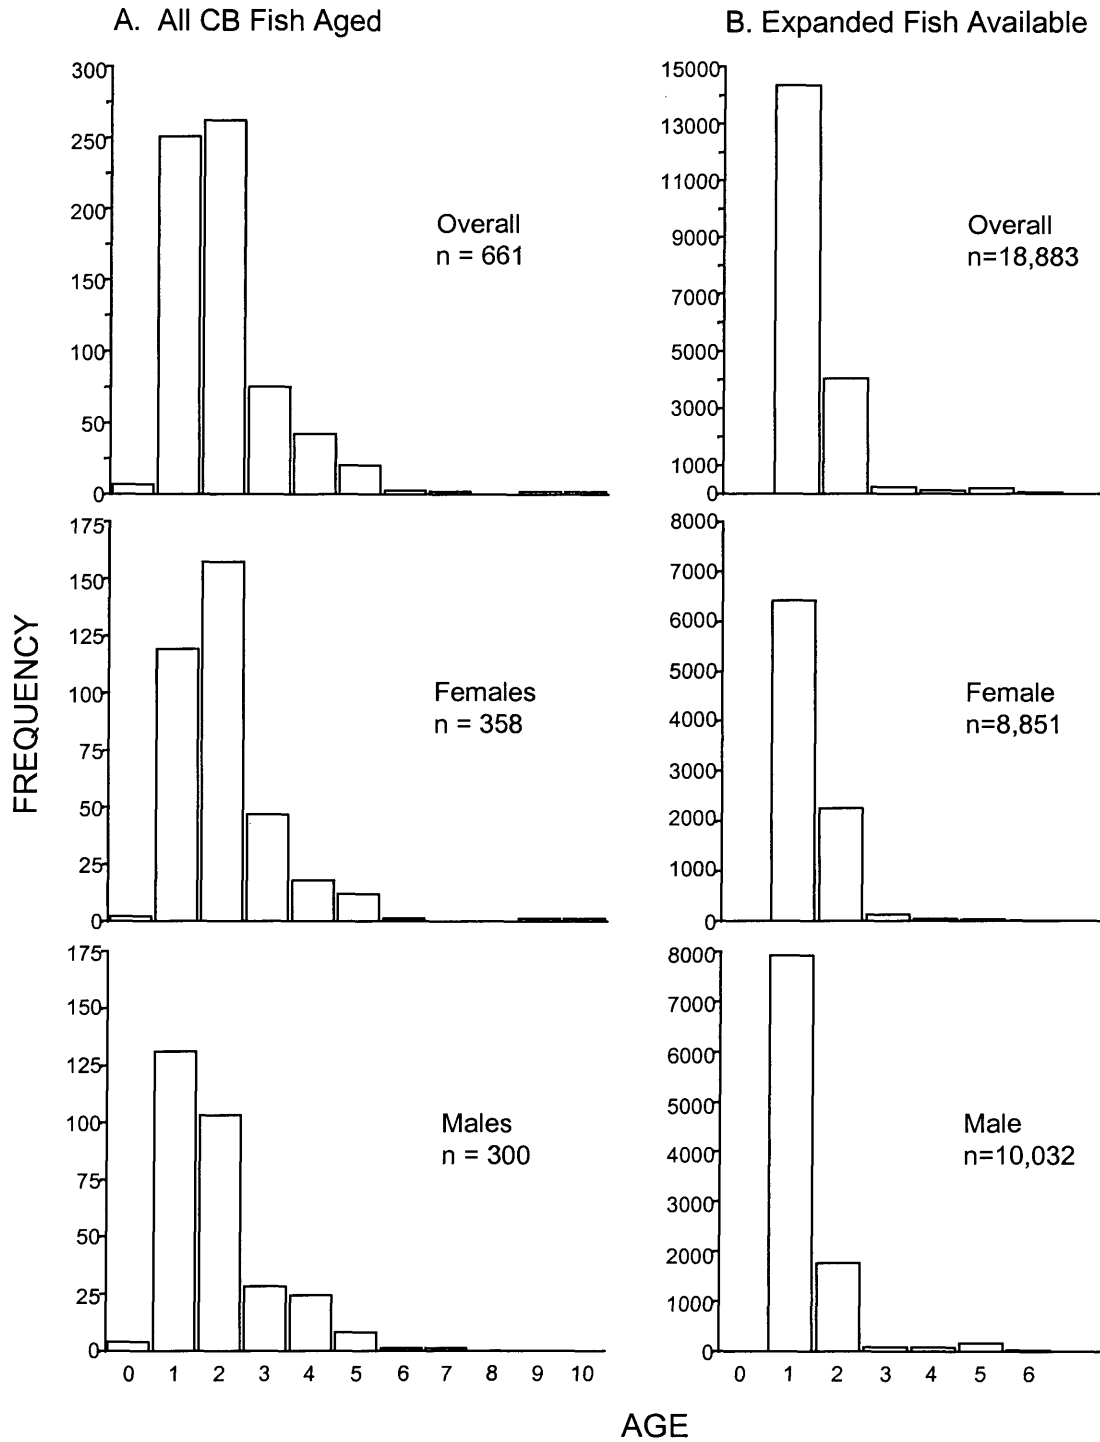 A. All CB Fish Aged
B. Expanded Fish Available
300
250
200
150
100
50
0
Overall
n = 661
15000
13000
11000
9000
7000
5000
3000
1000
0
Overall
n=18,883
175
150
125
100
75
50
25
0
Females
n = 358
8000
7000
6000
5000
4000
3000
2000
1000
0
Female
n=8,851
175
150
125
100
75
50
25
0
Males
n = 300
0 1 2 3 4 5 6 7 8 9 10
8000
7000
6000
5000
4000
3000
2000
1000
0
Male
n=10,032
0 1 2 3 4 5 6
FREQUENCY
AGE